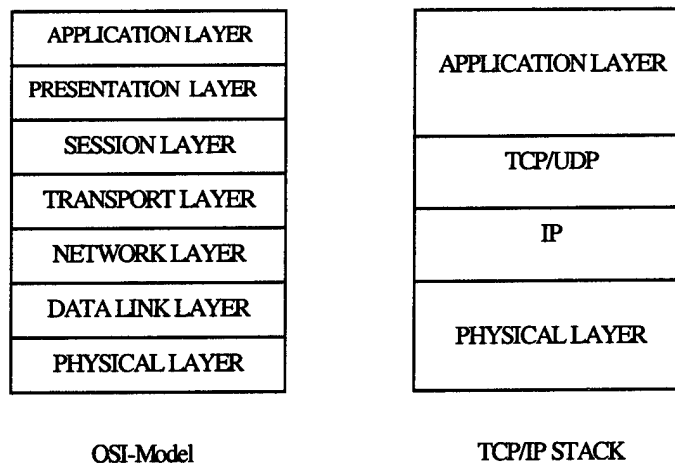 APPLICATION LAYER
PRESENTATION LAYER
SESSION LAYER
TRANSPORT LAYER
NETWORK LAYER
DATA LINK LAYER
PHYSICAL LAYER
OSI-Model
APPLICATION LAYER
TCP/UDP
IP
PHYSICAL LAYER
TCP/IP STACK